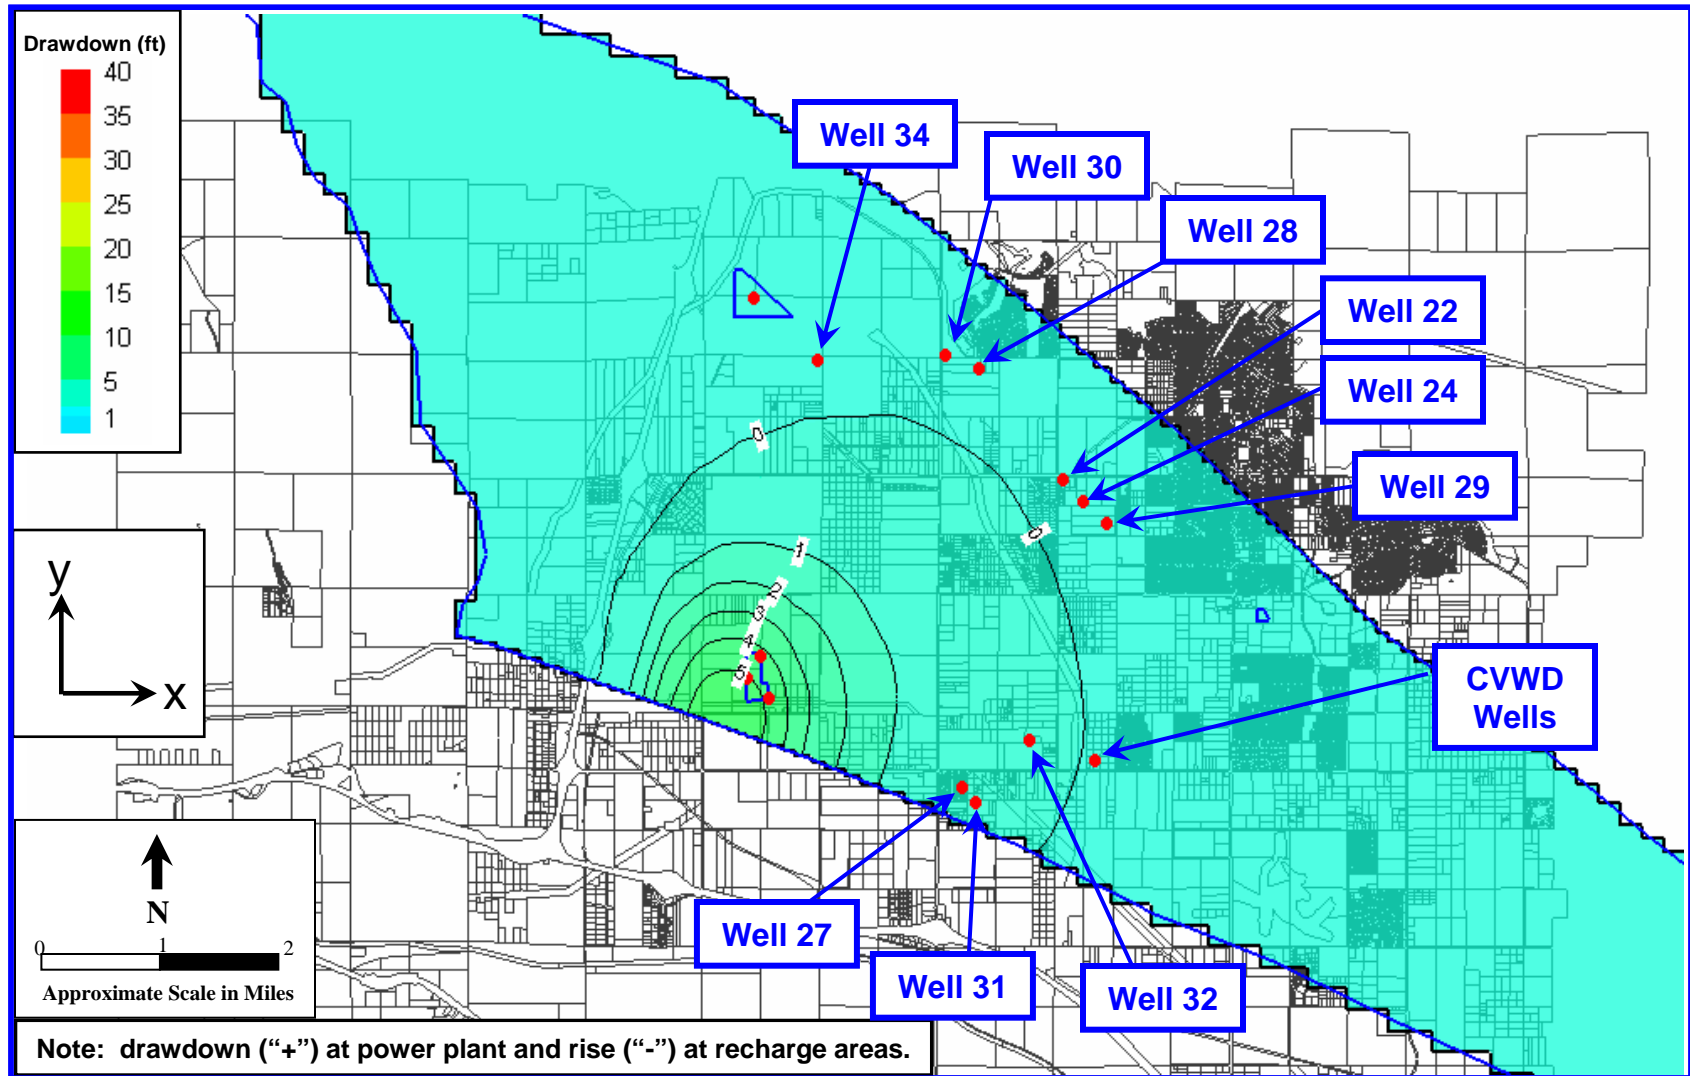 Drawdown (ft)
40
35
30
25
20
15
10
5
1
Well 34
Well 30
Well 28
Well 22
Well 24
Well 29
0
0
1
2
3
4
5
y
x
CVWD
Wells
N
0 1 2
Approximate Scale in Miles
Well 27
Well 31
Well 32
Note: drawdown (“+”) at power plant and rise (“-”) at recharge areas.